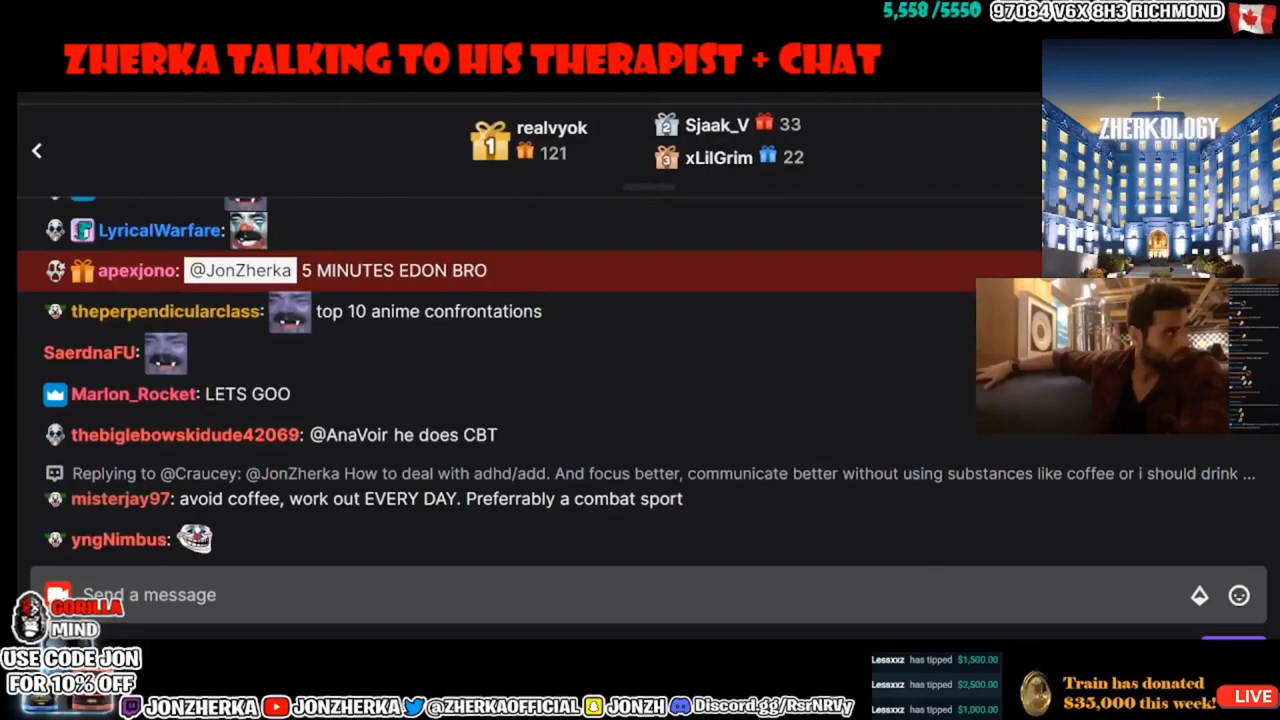 5,558 /5550 97084 V6X 8H3 RICHMOND
ZHERKA TALKING TO HIS THERAPIST + CHAT
ZHERKOLOGY
1 realvyok
121
2 Sjaak_V 33
3 xLilGrim 22
LyricalWarfare:
apexjono: @JonZherka 5 MINUTES EDON BRO
theperpendicularclass: top 10 anime confrontations
SaerdnaFU:
Marlon_Rocket: LETS GOO
thebiglebowskidude42069: @AnaVoir he does CBT
Replying to @Craucey: @JonZherka How to deal with adhd/add. And focus better, communicate better without using substances like coffee or i should drink ...
misterjay97: avoid coffee, work out EVERY DAY. Preferrably a combat sport
yngNimbus:
Send a message
GORILLA
MIND
USE CODE JON
FOR 10% OFF
JONZHERKA JONZHERKA @ZHERKAOFFICIAL JONZH Discord.gg/RsrNRVy
Lessxxz has tipped $1,500.00
Lessxxz has tipped $2,500.00
Lessxxz has tipped $1,000.00
Train has donated
$35,000 this week!
LIVE